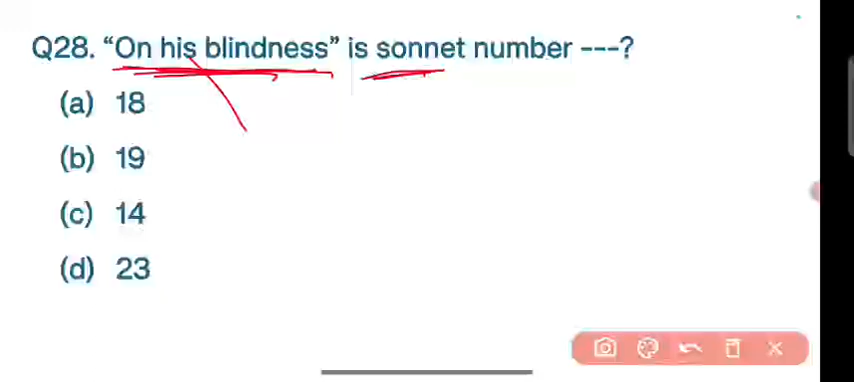 Q28. “On his blindness” is sonnet number ---?
(a) 18
(b) 19
(c) 14
(d) 23